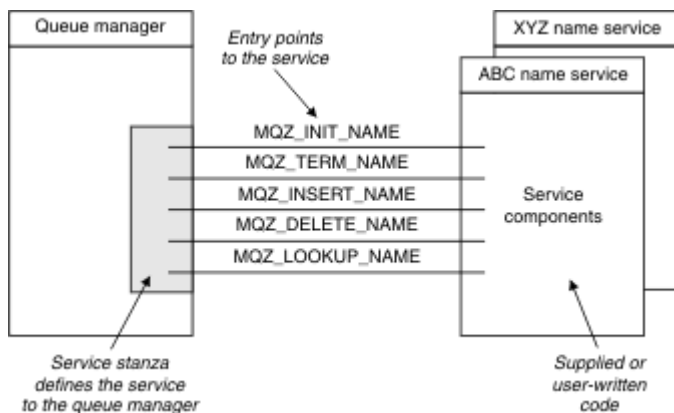 Queue manager
Entry points
to the service
XYZ name service
ABC name service
MQZ_INIT_NAME
MQZ_TERM_NAME
MQZ_INSERT_NAME
MQZ_DELETE_NAME
MQZ_LOOKUP_NAME
Service
components
Service stanza
defines the service
to the queue manager
Supplied or
user-written
code